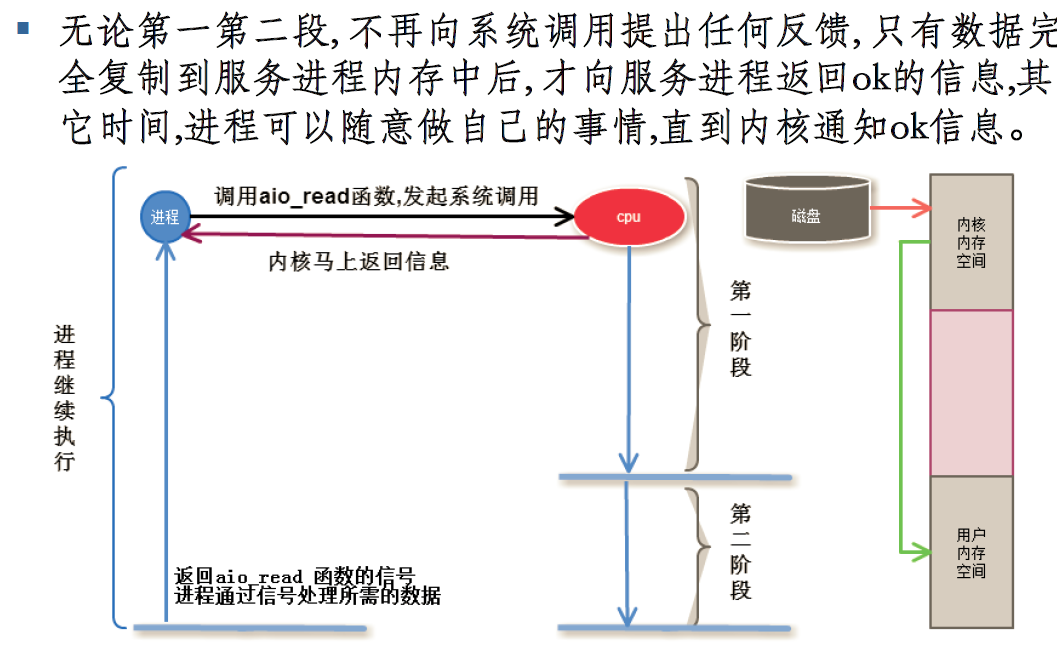 无论第一第二段,不再向系统调用提出任何反馈,只有数据完
全复制到服务进程内存中后,才向服务进程返回ok的信息,其
它时间,进程可以随意做自己的事情,直到内核通知ok信息。
调用aio_read函数,发起系统调用
进程
cpu
磁盘
内核
内存
空间
内核马上返回信息
第
一
阶
段
进
程
继
续
执
行
第
二
阶
段
用户
内存
空间
返回aio_read 函数的信号
进程通过信号处理所需的数据